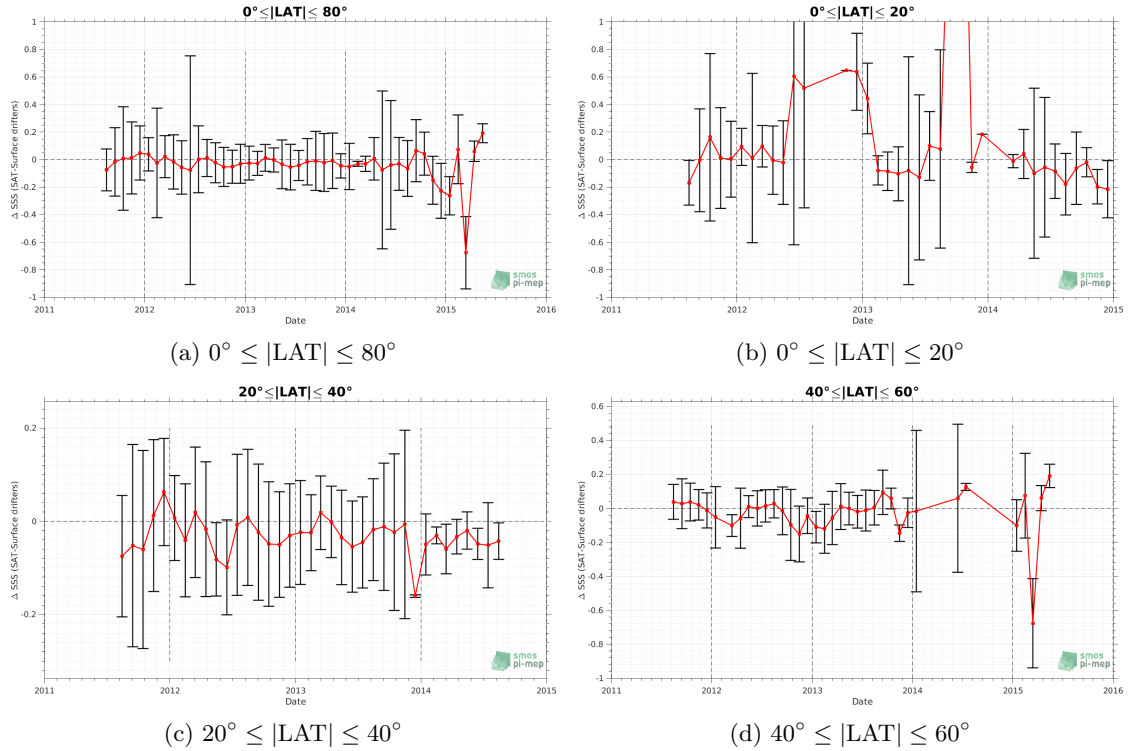 0°≤|LAT|≤ 80°
Δ SSS (SAT-Surface drifters)
1
0.8
0.6
0.4
0.2
0
-0.2
-0.4
-0.6
-0.8
-1
2011 2012 2013 2014 2015 2016
Date
smos
pi-mep
(a) 0° ≤ |LAT| ≤ 80°
0°≤|LAT|≤ 20°
Δ SSS (SAT-Surface drifters)
1
0.8
0.6
0.4
0.2
0
-0.2
-0.4
-0.6
-0.8
-1
2011 2012 2013 2014 2015
Date
smos
pi-mep
(b) 0° ≤ |LAT| ≤ 20°
20°≤|LAT|≤ 40°
Δ SSS (SAT-Surface drifters)
0.2
0
-0.2
2011 2012 2013 2014 2015
Date
smos
pi-mep
(c) 20° ≤ |LAT| ≤ 40°
40°≤|LAT|≤ 60°
Δ SSS (SAT-Surface drifters)
0.6
0.4
0.2
0
-0.2
-0.4
-0.6
-0.8
-1
2011 2012 2013 2014 2015 2016
Date
smos
pi-mep
(d) 40° ≤ |LAT| ≤ 60°